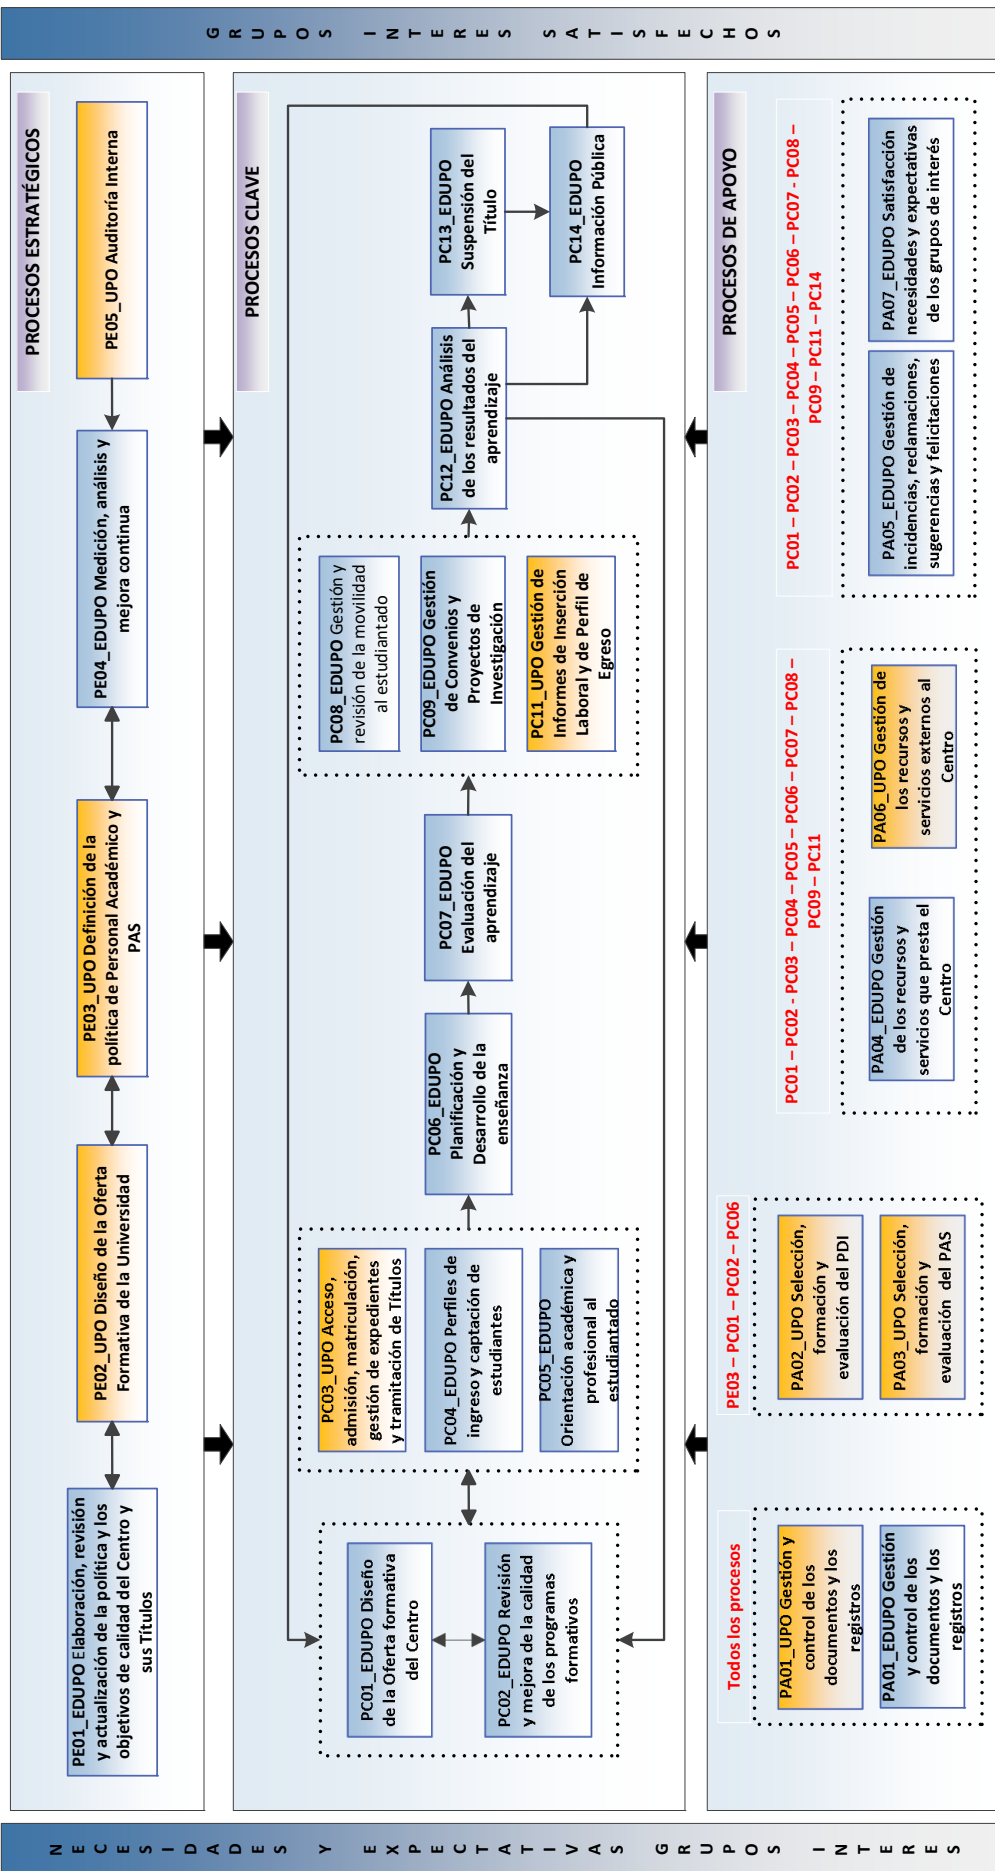 NECESIDADES Y EXPECTATIVAS GRUPOS INTERES
PROCESOS ESTRATÉGICOS
PE01_EDUPO Elaboración, revisión
y actualización de la política y los
objetivos de calidad del Centro y
sus Títulos
PE02_UPO Diseño de la Oferta
Formativa de la Universidad
PE03_UPO Definición de la
política de Personal Académico y
PAS
PE04_EDUPO Medición, análisis y
mejora continua
PE05_UPO Auditoría Interna
PROCESOS CLAVE
PC01_EDUPO Diseño
de la Oferta formativa
del Centro
PC02_EDUPO Revisión
y mejora de la calidad
de los programas
formativos
PC03_UPO Acceso,
admisión, matriculación,
gestión de expedientes
y tramitación de Títulos
PC04_EDUPO Perfiles de
ingreso y captación de
estudiantes
PC05_EDUPO
Orientación académica y
profesional al
estudiantado
PC06_EDUPO
Planificación y
Desarrollo de la
enseñanza
PC07_EDUPO
Evaluación del
aprendizaje
PC08_EDUPO Gestión y
revisión de la movilidad
al estudiantado
PC09_EDUPO Gestión
de Convenios y
Proyectos de
Investigación
PC11_UPO Gestión de
Informes de Inserción
Laboral y de Perfil de
Egreso
PC12_EDUPO Análisis
de los resultados del
aprendizaje
PC13_EDUPO
Suspensión del
Título
PC14_EDUPO
Información Pública
PROCESOS DE APOYO
Todos los procesos
PA01_UPO Gestión y
control de los
documentos y los
registros
PA01_EDUPO Gestión
y control de los
documentos y los
registros
PE03 – PC01 – PC02 – PC06
PA02_UPO Selección,
formación y
evaluación del PDI
PA03_UPO Selección,
formación y
evaluación del PAS
PC01 – PC02 - PC03 – PC04 – PC05 – PC06 – PC07 – PC08 –
PC09 – PC11
PA04_EDUPO Gestión
de los recursos y
servicios que presta el
Centro
PA06_UPO Gestión de
los recursos y
servicios externos al
Centro
PC01 – PC02 – PC03 – PC04 – PC05 – PC06 – PC07 - PC08 –
PC09 – PC11 – PC14
PA05_EDUPO Gestión de
incidencias, reclamaciones,
sugerencias y felicitaciones
PA07_EDUPO Satisfacción
necesidades y expectativas
de los grupos de interés
GRUPOS INTERES SATISFECHOS